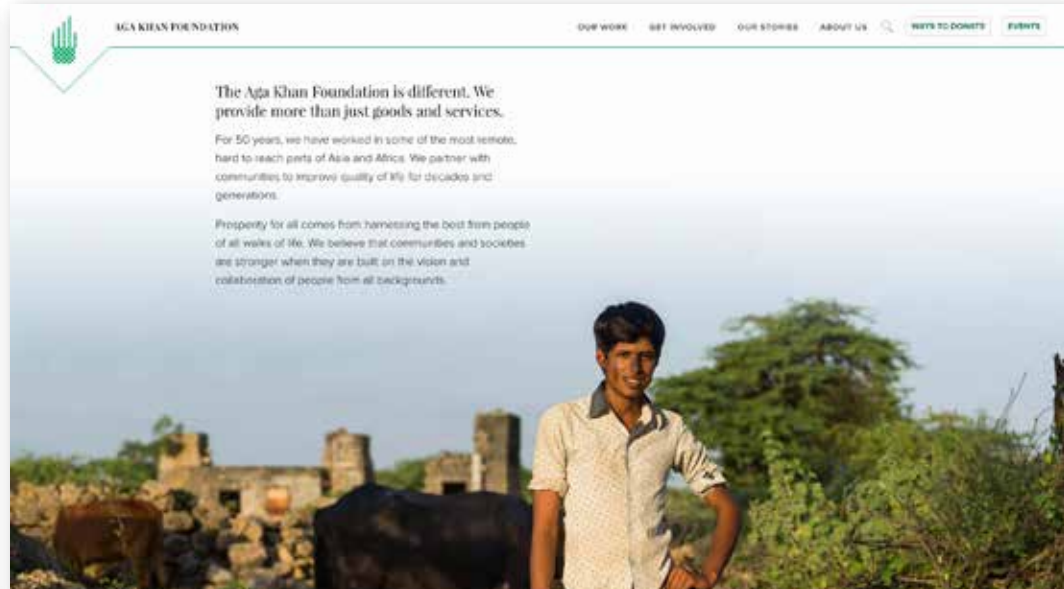 AGA KHAN FOUNDATION
OUR WORK GET INVOLVED OUR STORIES ABOUT US WAYS TO DONATE EVENTS
The Aga Khan Foundation is different. We
provide more than just goods and services.
For 50 years, we have worked in some of the most remote,
hard to reach parts of Asia and Africa. We partner with
communities to improve quality of life for decades and
generations.
Prosperity for all comes from harnessing the best from people
of all walks of life. We believe that communities and societies
are stronger when they are built on the vision and
collaboration of people from all backgrounds.